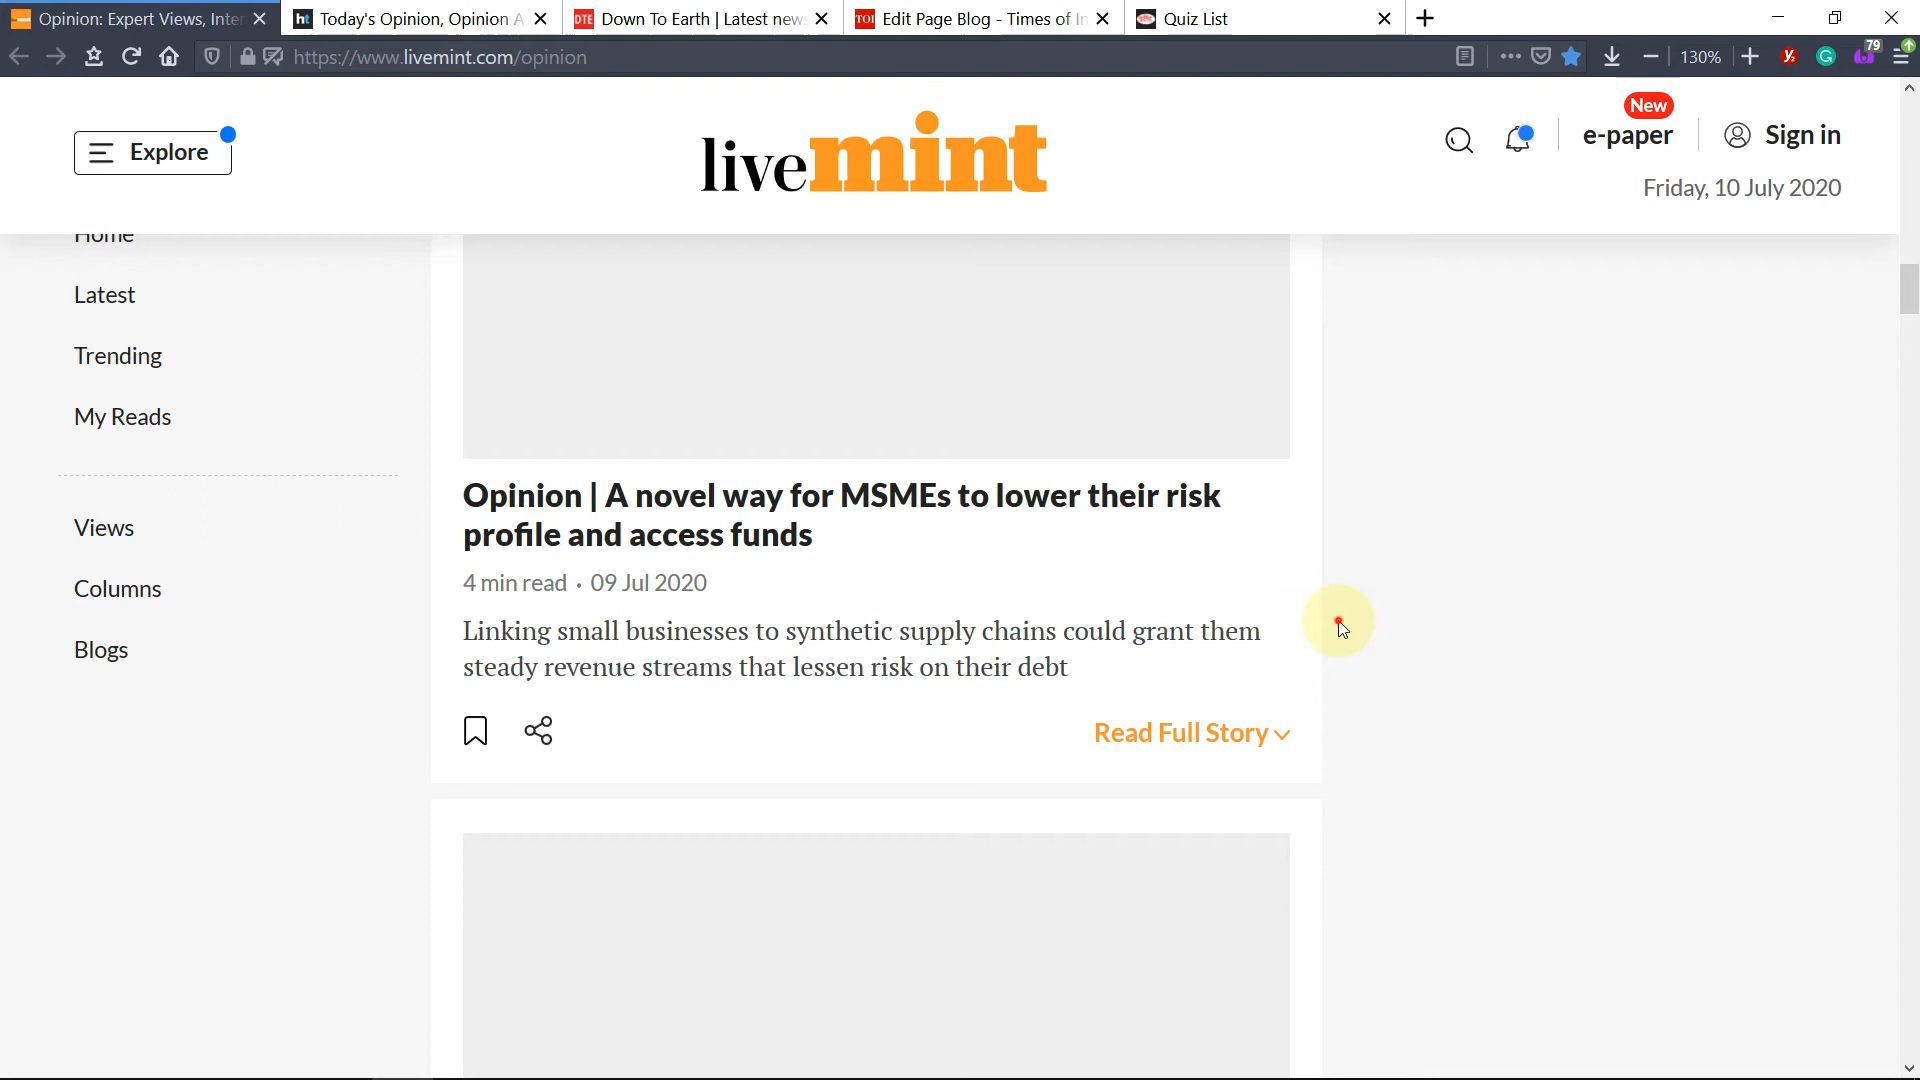 Opinion: Expert Views, Inter
ht Today's Opinion, Opinion A
DTE Down To Earth | Latest news
TOI Edit Page Blog - Times of In
Quiz List
https://www.livemint.com/opinion
130%
79
Explore
livemint
New
e-paper
Sign in
Friday, 10 July 2020
Home
Latest
Trending
My Reads
Views
Columns
Blogs
Opinion | A novel way for MSMEs to lower their risk
profile and access funds
4 min read • 09 Jul 2020
Linking small businesses to synthetic supply chains could grant them
steady revenue streams that lessen risk on their debt
Read Full Story